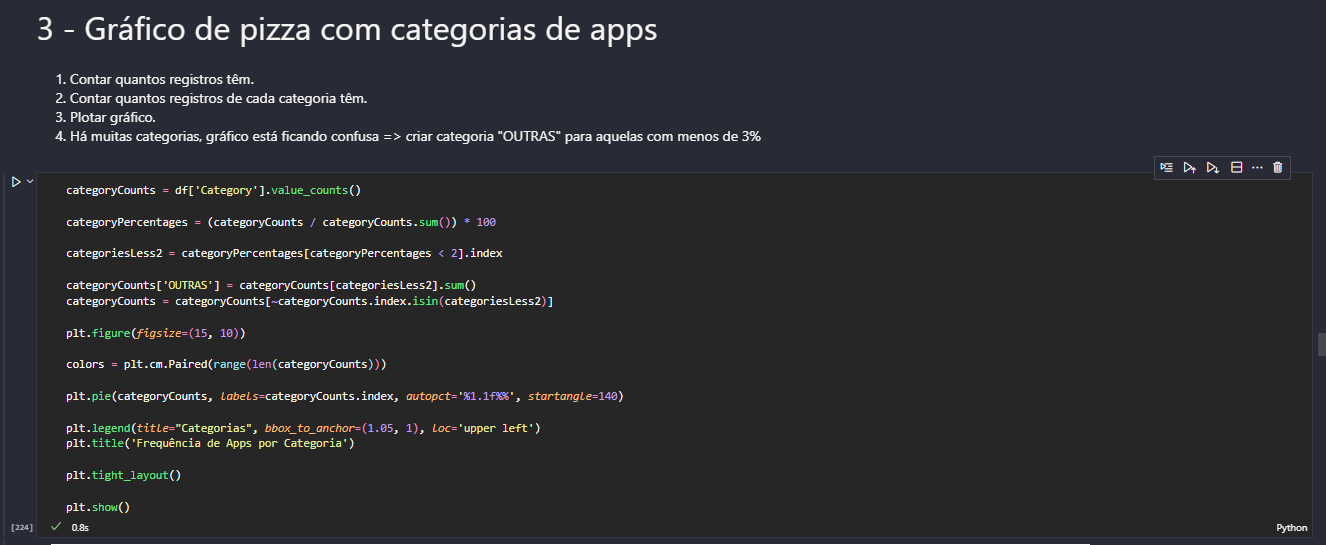 3 - Gráfico de pizza com categorias de apps
1. Contar quantos registros têm.
2. Contar quantos registros de cada categoria têm.
3. Plotar gráfico.
4. Há muitas categorias, gráfico está ficando confusa => criar categoria "OUTRAS" para aquelas com menos de 3%
categoryCounts = df['Category'].value_counts()
categoryPercentages = (categoryCounts / categoryCounts.sum()) * 100
categoriesLess2 = categoryPercentages[categoryPercentages < 2].index
categoryCounts['OUTRAS'] = categoryCounts[categoriesLess2].sum()
categoryCounts = categoryCounts[~categoryCounts.index.isin(categoriesLess2)]
plt.figure(figsize=(15, 10))
colors = plt.cm.Paired(range(len(categoryCounts)))
plt.pie(categoryCounts, labels=categoryCounts.index, autopct='%1.1f%%', startangle=140)
plt.legend(title="Categorias", bbox_to_anchor=(1.05, 1), loc='upper left')
plt.title('Frequência de Apps por Categoria')
plt.tight_layout()
plt.show()
[224] 0.8s Python